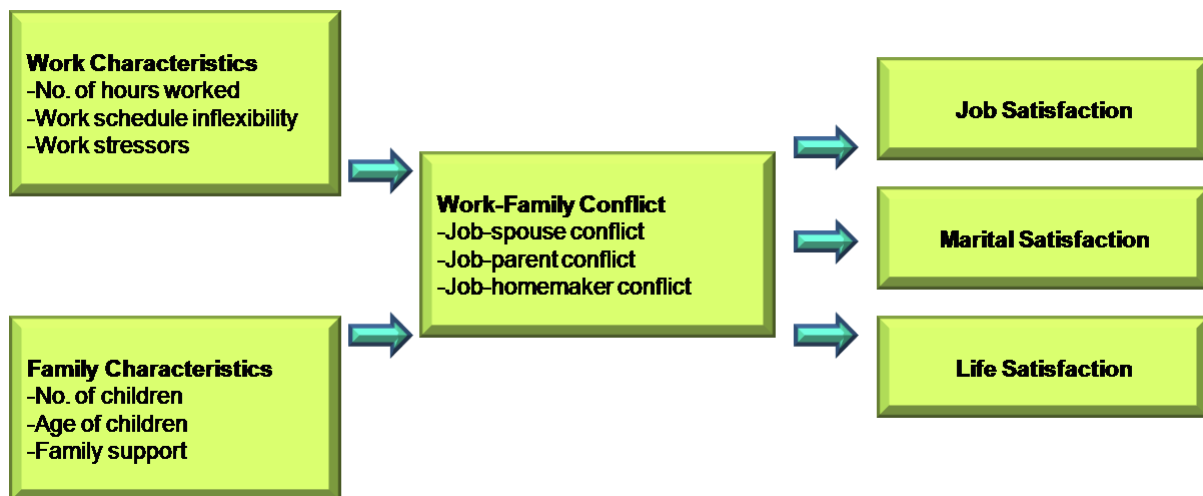 Work Characteristics
-No. of hours worked
-Work schedule inflexibility
-Work stressors
Family Characteristics
-No. of children
-Age of children
-Family support
Work-Family Conflict
-Job-spouse conflict
-Job-parent conflict
-Job-homemaker conflict
Job Satisfaction
Marital Satisfaction
Life Satisfaction